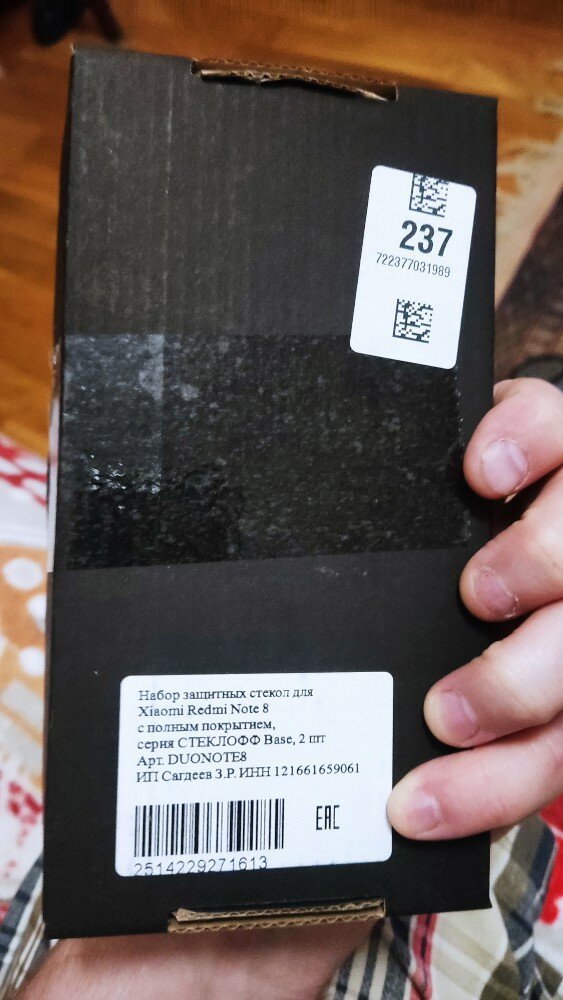 237
722377031989
Набор защитных стекол для
Xiaomi Redmi Note 8
с полным покрытием,
серия СТЕКЛОФФ Base, 2 шт
Арт. DUONOTE8
ИП Сагдеев З.Р. ИНН 121661659061
EAC
2514229271613